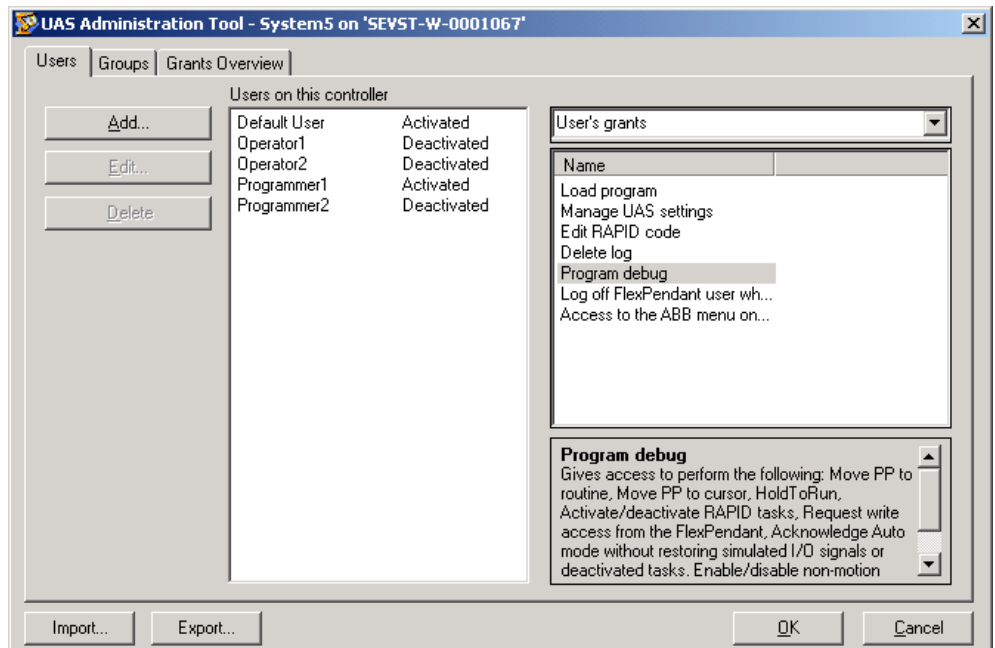 UAS Administration Tool - System5 on 'SEVST-W-0001067'
Users Groups Grants Overview
Users on this controller
Add...
Edit...
Delete
Default User Activated
Operator1 Deactivated
Operator2 Deactivated
Programmer1 Activated
Programmer2 Deactivated
User's grants
Name
Load program
Manage UAS settings
Edit RAPID code
Delete log
Program debug
Log off FlexPendant user wh...
Access to the ABB menu on...
Program debug
Gives access to perform the following: Move PP to
routine, Move PP to cursor, HoldToRun,
Activate/deactivate RAPID tasks, Request write
access from the FlexPendant, Acknowledge Auto
mode without restoring simulated I/O signals or
deactivated tasks. Enable/disable non-motion
Import... Export... OK Cancel